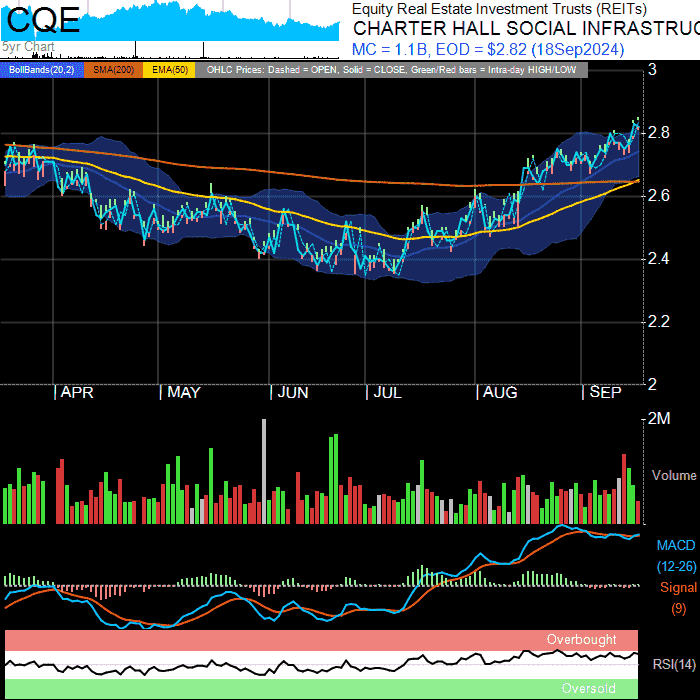 CQE
5yr Chart
Equity Real Estate Investment Trusts (REITs)
CHARTER HALL SOCIAL INFRASTRUC
MC = 1.1B, EOD = $2.82 (18Sep2024)
BollBands(20,2) SMA(200) EMA(50) OHLC Prices: Dashed = OPEN, Solid = CLOSE, Green/Red bars = Intra-day HIGH/LOW
3
2.8
2.6
2.4
2.2
2
APR MAY JUN JUL AUG SEP
2M
Volume
MACD
(12-26)
Signal
(9)
Overbought
RSI(14)
Oversold